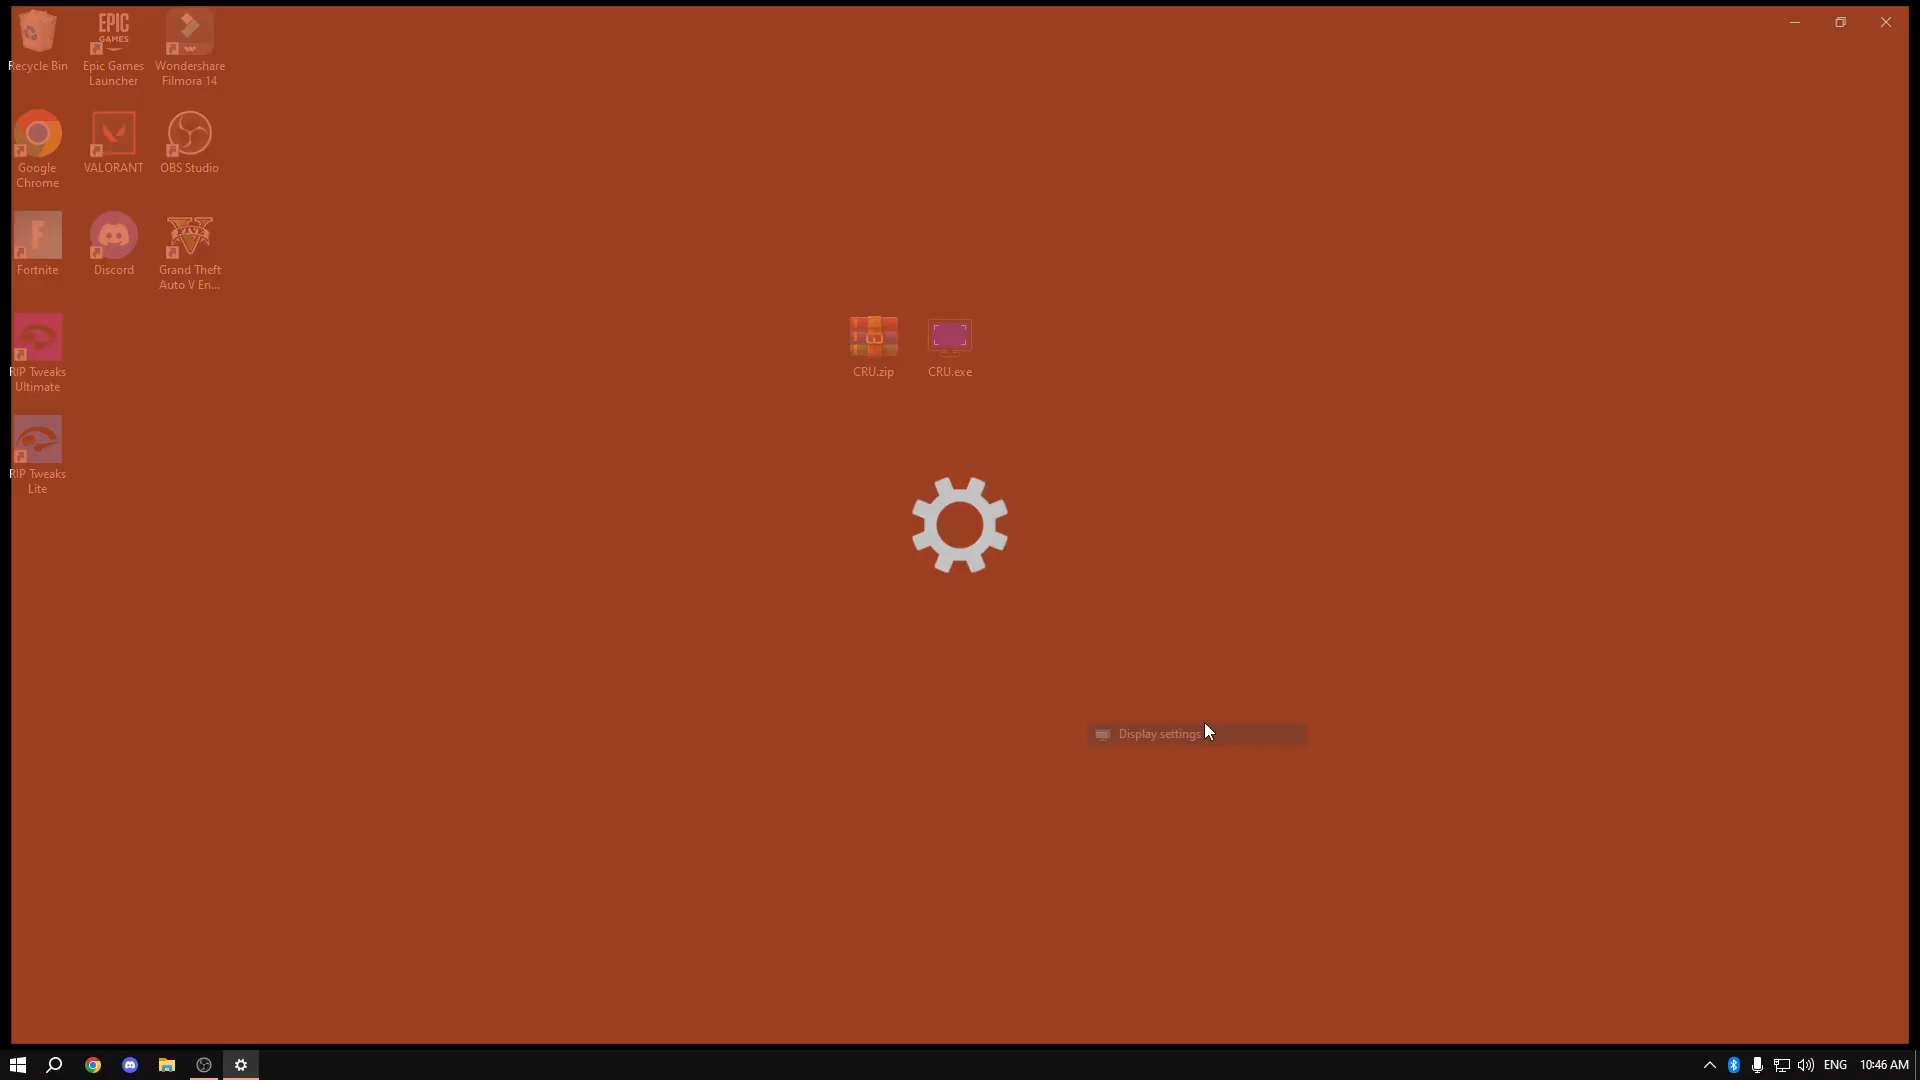 EPIC
GAMES
Recycle Bin
Epic Games
Launcher
Wondershare
Filmora 14
Google
Chrome
VALORANT
OBS Studio
F
Fortnite
Discord
V
FIVE
Grand Theft
Auto V En...
RIP Tweaks
Ultimate
CRU.zip
CRU.exe
RIP Tweaks
Lite
Display settings
ENG
10:46 AM